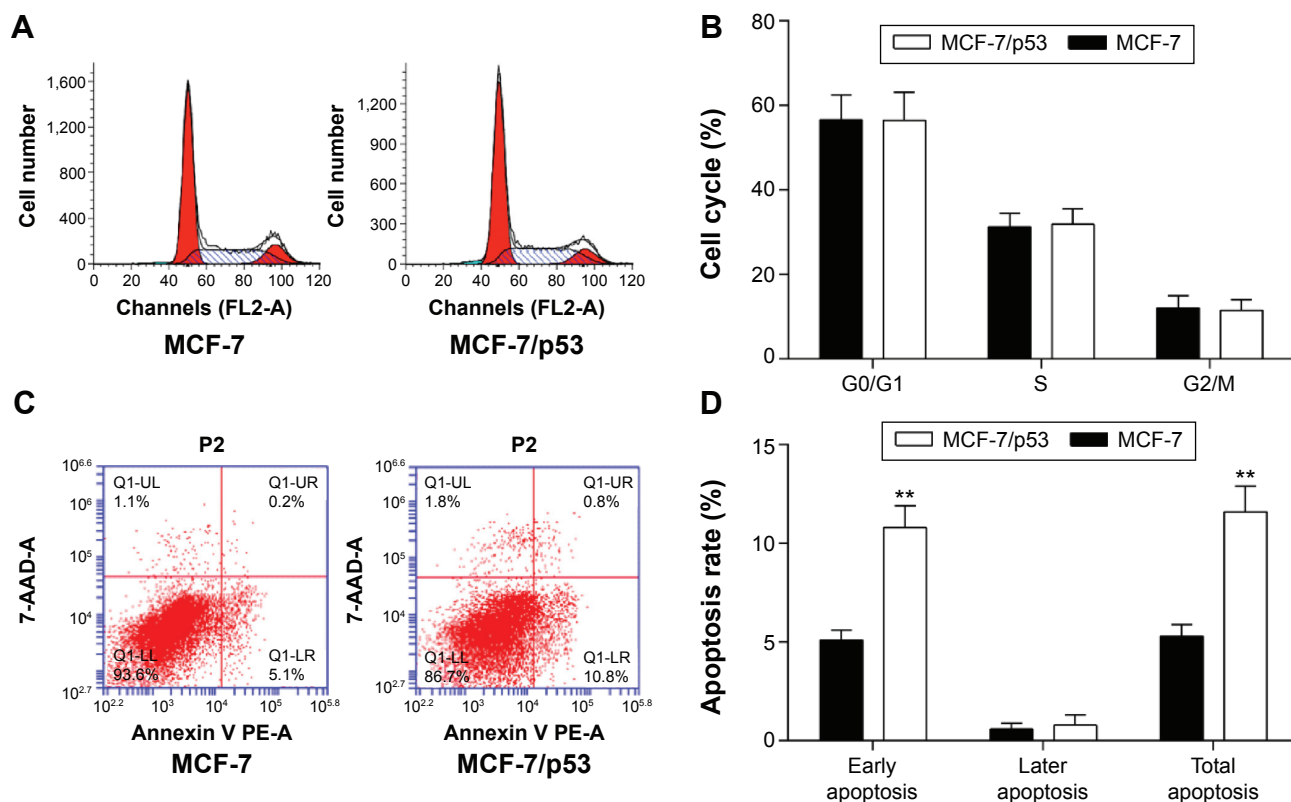 A
Cell number
1,600
1,200
800
400
0
0 20 40 60 80 100 120
Channels (FL2-A)
MCF-7
Cell number
1,200
900
600
300
0
0 20 40 60 80 100 120
Channels (FL2-A)
MCF-7/p53
B
MCF-7/p53 MCF-7
Cell cycle (%)
80
60
40
20
0
G0/G1 S G2/M
C
P2
7-AAD-A
10^6.6
10^6
10^5
10^4
10^2.7
Q1-UL
1.1%
Q1-UR
0.2%
Q1-LL
93.6%
Q1-LR
5.1%
10^2.2 10^3 10^4 10^5 10^5.8
Annexin V PE-A
MCF-7
P2
7-AAD-A
10^6.6
10^6
10^5
10^4
10^2.7
Q1-UL
1.8%
Q1-UR
0.8%
Q1-LL
86.7%
Q1-LR
10.8%
10^2.2 10^3 10^4 10^5 10^5.8
Annexin V PE-A
MCF-7/p53
D
MCF-7/p53 MCF-7
Apoptosis rate (%)
15
10
5
0
**
**
Early
apoptosis
Later
apoptosis
Total
apoptosis